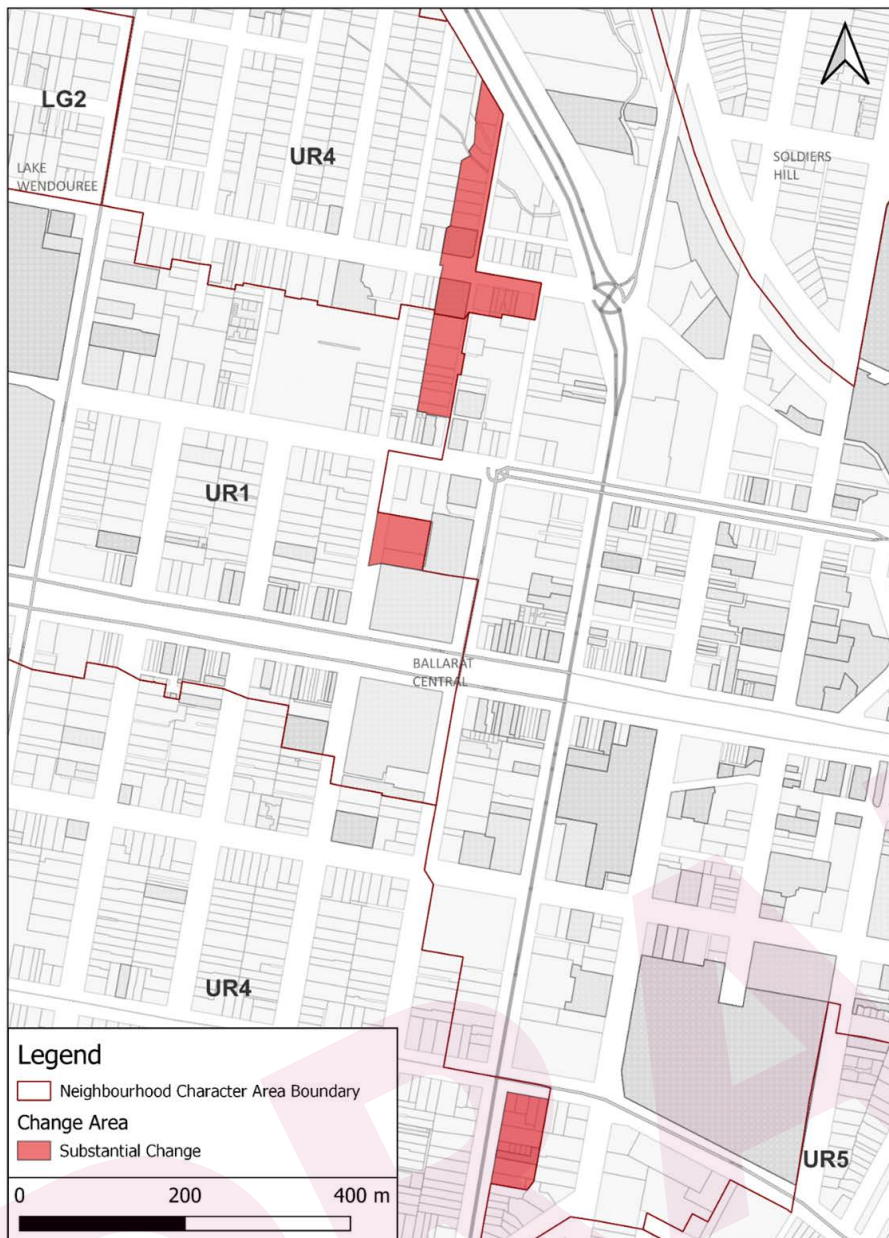 LG2
UR4
LAKE
WENDOUREE
SOLDIERS
HILL
UR1
BALLARAT
CENTRAL
UR4
UR5
Legend
Neighbourhood Character Area Boundary
Change Area
Substantial Change
0 200 400 m